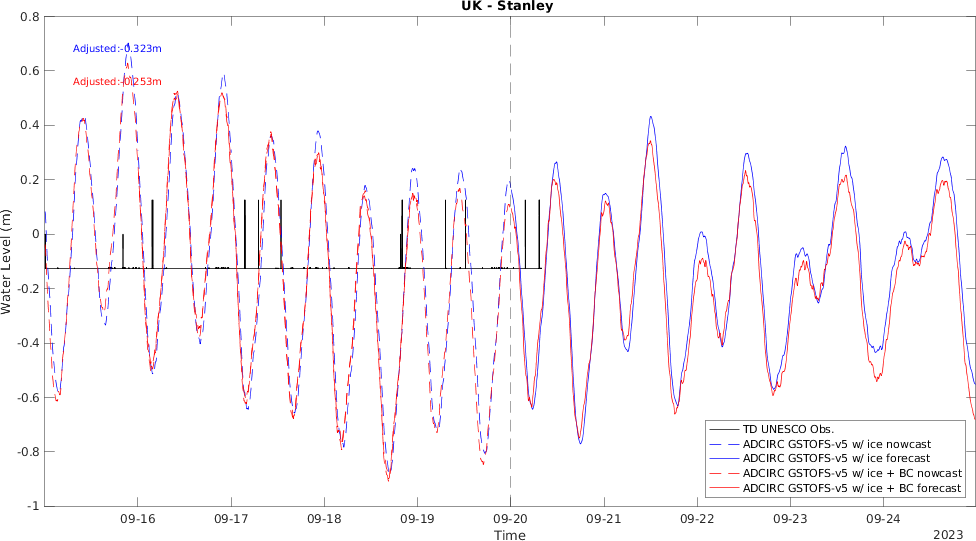 UK - Stanley
0.8
0.6
0.4
0.2
0
-0.2
-0.4
-0.6
-0.8
-1
Water Level (m)
Adjusted:-0.323m
Adjusted:-0.253m
TD UNESCO Obs.
ADCIRC GSTOFS-v5 w/ ice nowcast
ADCIRC GSTOFS-v5 w/ ice forecast
ADCIRC GSTOFS-v5 w/ ice + BC nowcast
ADCIRC GSTOFS-v5 w/ ice + BC forecast
09-16 09-17 09-18 09-19 09-20 09-21 09-22 09-23 09-24
Time
2023